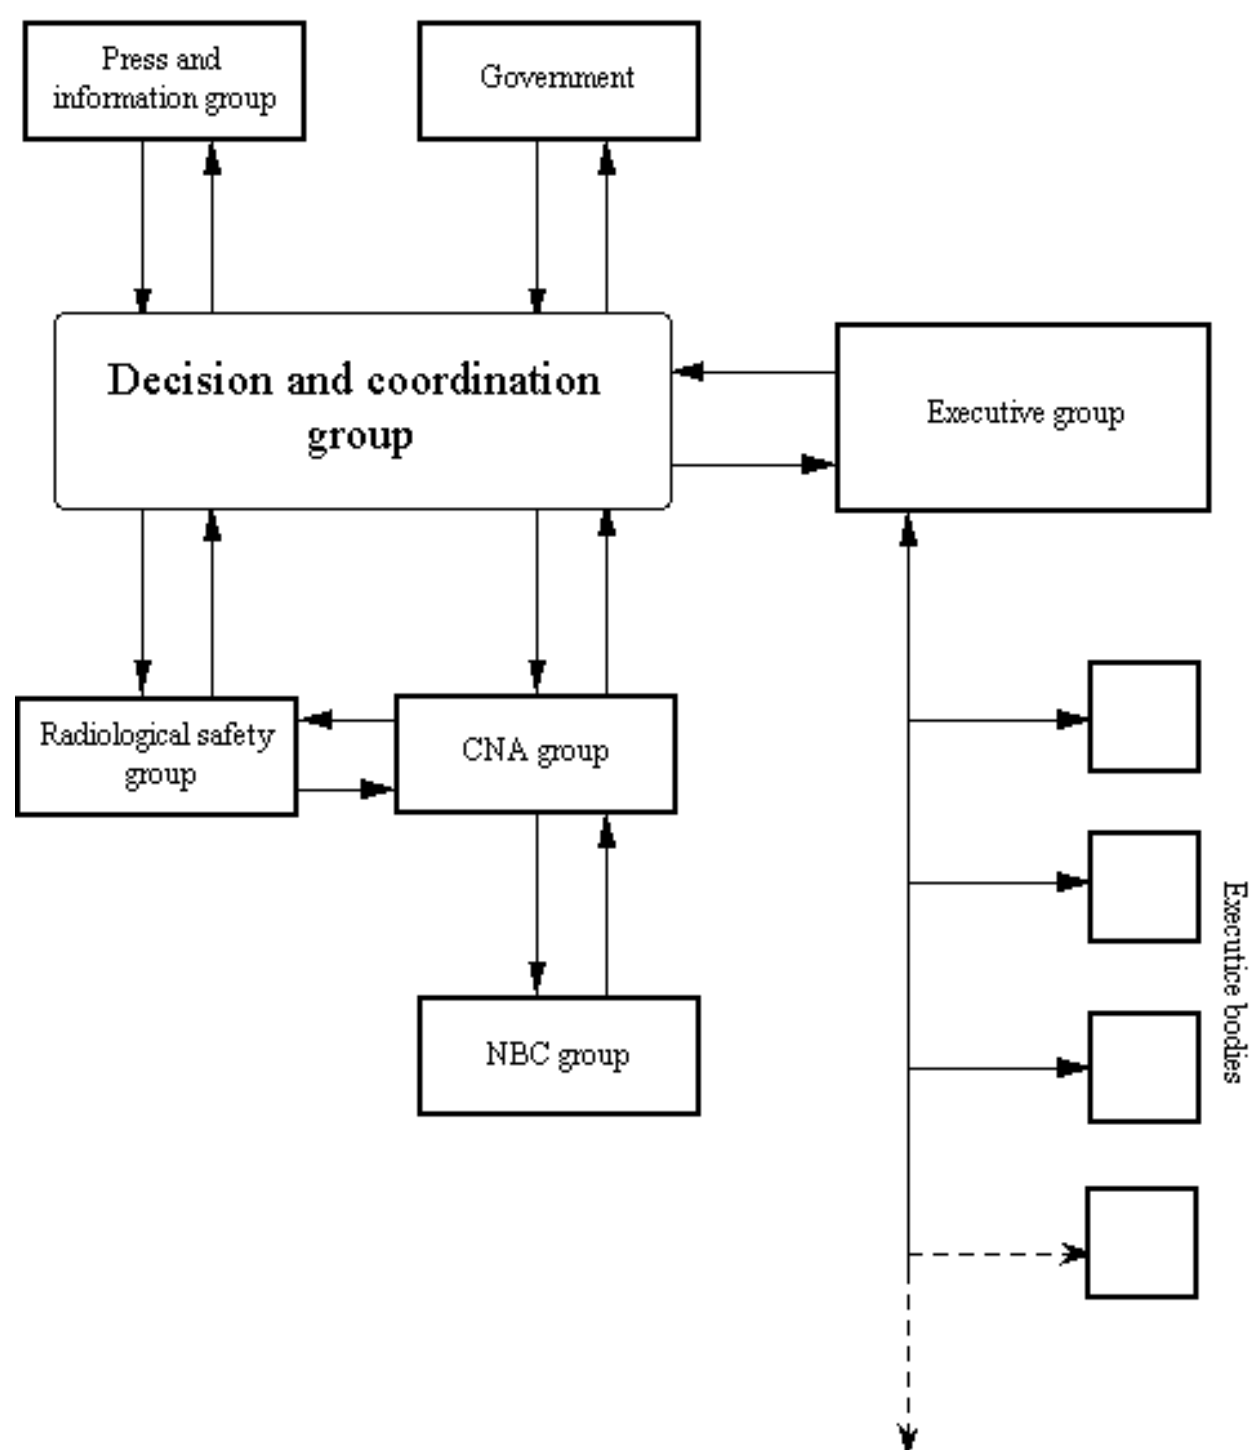 Press and
information group
Government
Decision and coordination
group
Executive group
Radiological safety
group
CNA group
NBC group
Executice bodies